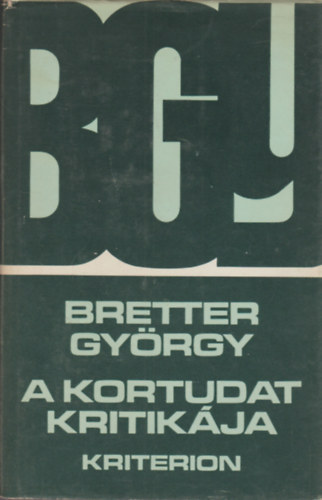 BGY
BRETTER
GYÖRGY
A KORTUDAT
KRITIKÁJA
KRITERION